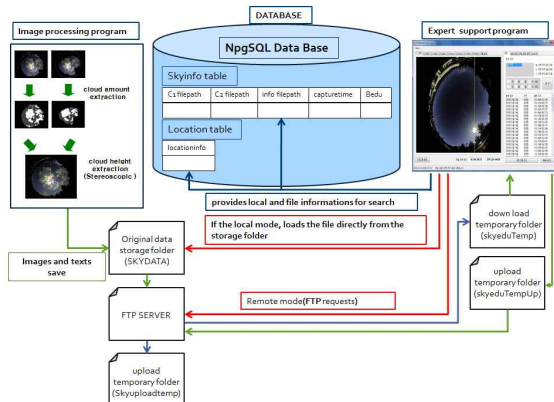 DATABASE
Image processing program
Expert support program
NpgSQL Data Base
Skyinfo table
C1 filepath
C2 filepath
info filepath
capturetime
Bedu
Location table
locationinfo
cloud amount
extraction
cloud height
extraction
(Stereoscopic)
provides local and file informations for search
If the local mode, loads the file directly from the
storage folder
Original data
storage folder
(SKYDATA)
Images and texts
save
down load
temporary folder
(skyeduTemp)
upload
temporary folder
(skyeduTempUp)
Remote mode(FTP requests)
FTP SERVER
upload
temporary folder
(Skyuploadtemp)